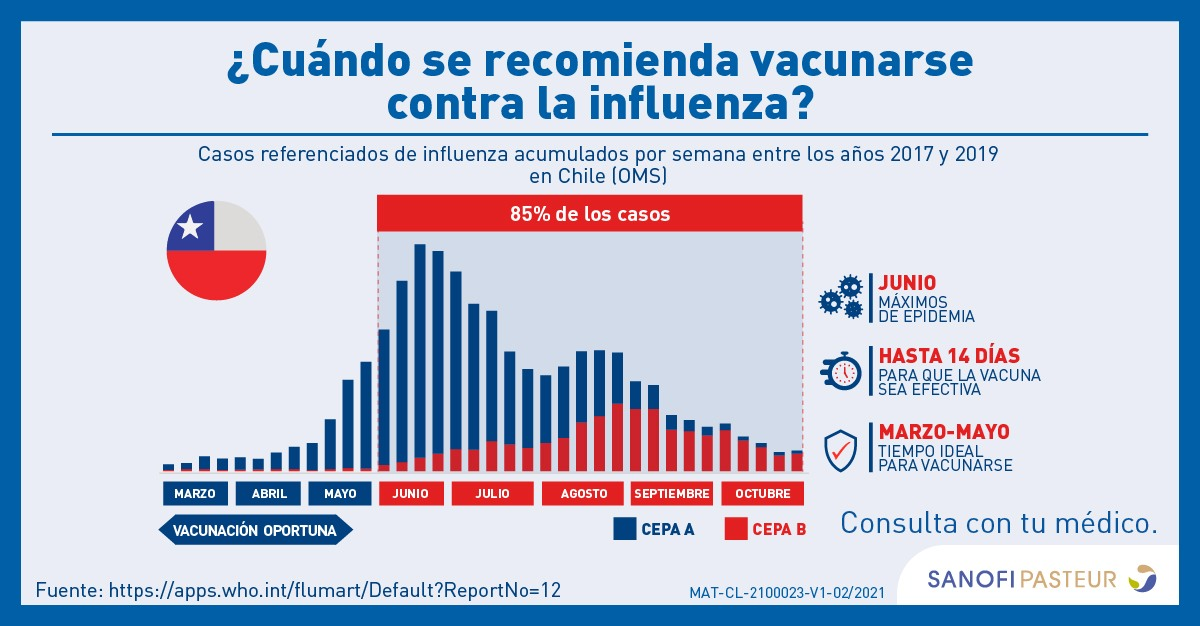 ¿Cuándo se recomienda vacunarse
contra la influenza?
Casos referenciados de influenza acumulados por semana entre los años 2017 y 2019
en Chile (OMS)
85% de los casos
JUNIO
MÁXIMOS
DE EPIDEMIA
HASTA 14 DÍAS
PARA QUE LA VACUNA
SEA EFECTIVA
MARZO-MAYO
TIEMPO IDEAL
PARA VACUNARSE
MARZO ABRIL MAYO JUNIO JULIO AGOSTO SEPTIEMBRE OCTUBRE
VACUNACIÓN OPORTUNA
CEPA A CEPA B
Consulta con tu médico.
Fuente: https://apps.who.int/flumart/Default?ReportNo=12
MAT-CL-2100023-V1-02/2021
SANOFI PASTEUR